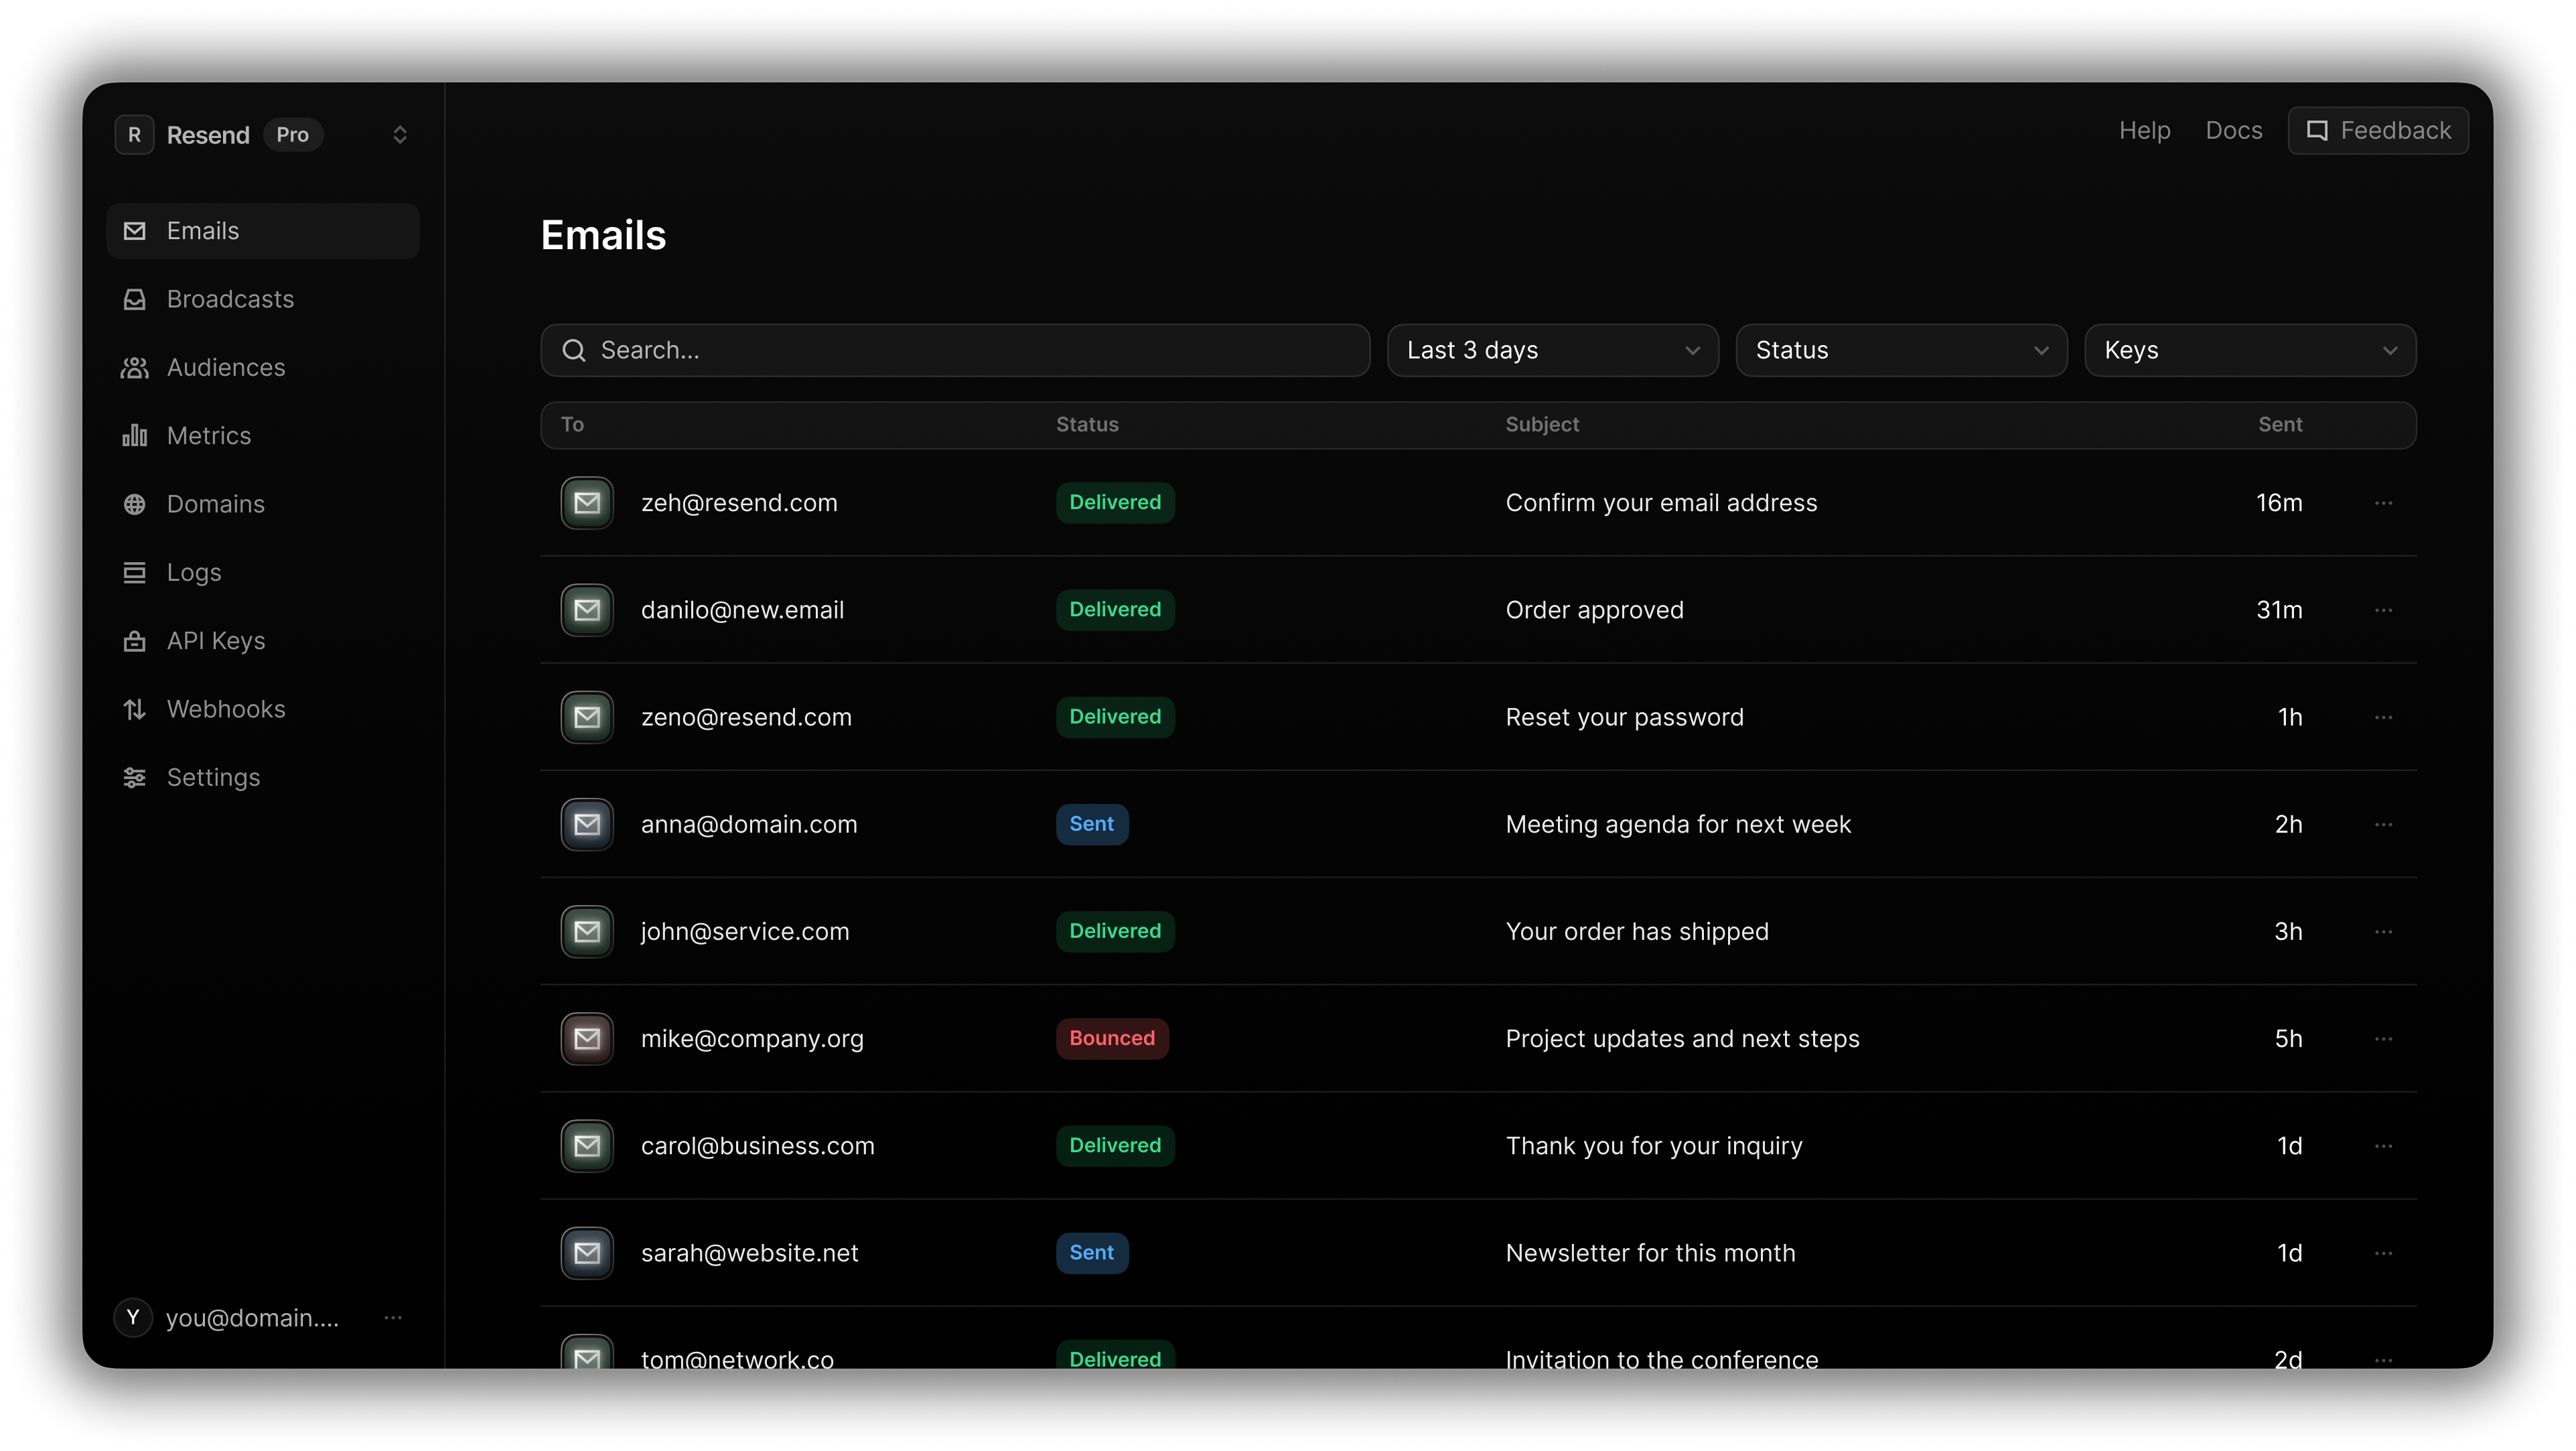 R Resend Pro
Help Docs Feedback
Emails
Broadcasts
Audiences
Metrics
Domains
Logs
API Keys
Webhooks
Settings
Y you@domain.... ...
Emails
Search... Last 3 days Status Keys
To Status Subject Sent
zeh@resend.com Delivered Confirm your email address 16m ...
danilo@new.email Delivered Order approved 31m ...
zeno@resend.com Delivered Reset your password 1h ...
anna@domain.com Sent Meeting agenda for next week 2h ...
john@service.com Delivered Your order has shipped 3h ...
mike@company.org Bounced Project updates and next steps 5h ...
carol@business.com Delivered Thank you for your inquiry 1d ...
sarah@website.net Sent Newsletter for this month 1d ...
tom@network.co Delivered Invitation to the conference 2d ...